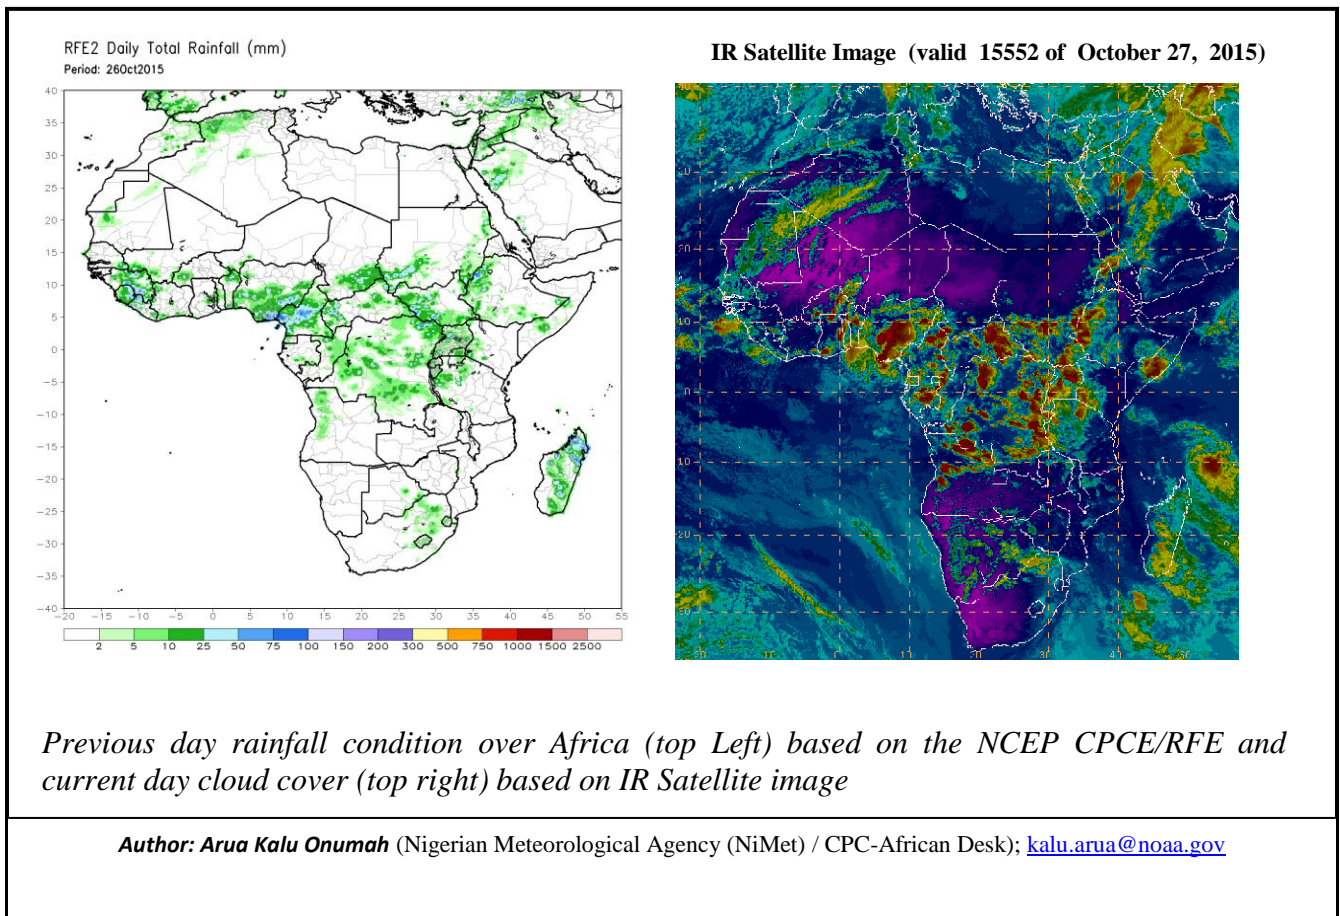 RFE2 Daily Total Rainfall (mm)
Period: 26Oct2015
40
35
30
25
20
15
10
5
0
-5
-10
-15
-20
-25
-30
-35
-40
-20 -15 -10 -5 0 5 10 15 20 25 30 35 40 45 50 55
2 5 10 25 50 75 100 150 200 300 500 750 1000 1500 2500
IR Satellite Image (valid 15552 of October 27, 2015)
Previous day rainfall condition over Africa (top Left) based on the NCEP CPCE/RFE and
current day cloud cover (top right) based on IR Satellite image
Author: Arua Kalu Onumah (Nigerian Meteorological Agency (NiMet) / CPC-African Desk); kalu.arua@noaa.gov